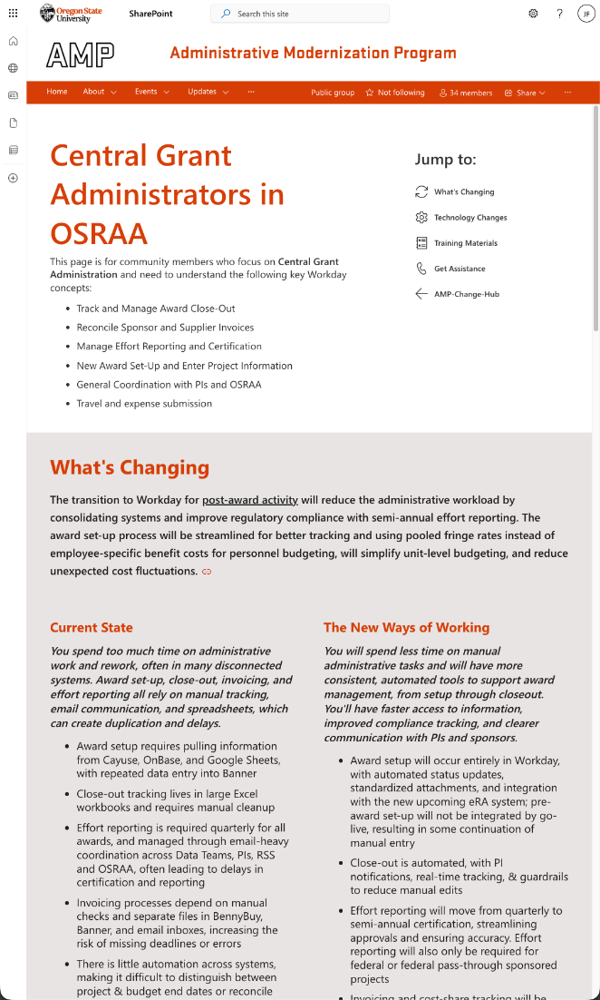 Oregon State
University
SharePoint
Search this site
?
JF
AMP
Administrative Modernization Program
Home
About
Events
Updates
...
Public group
Not following
34 members
Share
...
Central Grant
Administrators in
OSRAA
This page is for community members who focus on Central Grant
Administration and need to understand the following key Workday
concepts:
• Track and Manage Award Close-Out
• Reconcile Sponsor and Supplier Invoices
• Manage Effort Reporting and Certification
• New Award Set-Up and Enter Project Information
• General Coordination with PIs and OSRAA
• Travel and expense submission
Jump to:
What's Changing
Technology Changes
Training Materials
Get Assistance
AMP-Change-Hub
What's Changing
The transition to Workday for post-award activity will reduce the administrative workload by
consolidating systems and improve regulatory compliance with semi-annual effort reporting. The
award set-up process will be streamlined for better tracking and using pooled fringe rates instead of
employee-specific benefit costs for personnel budgeting, will simplify unit-level budgeting, and reduce
unexpected cost fluctuations.
Current State
You spend too much time on administrative
work and rework, often in many disconnected
systems. Award set-up, close-out, invoicing, and
effort reporting all rely on manual tracking,
email communication, and spreadsheets, which
can create duplication and delays.
• Award setup requires pulling information
from Cayuse, OnBase, and Google Sheets,
with repeated data entry into Banner
• Close-out tracking lives in large Excel
workbooks and requires manual cleanup
• Effort reporting is required quarterly for all
awards, and managed through email-heavy
coordination across Data Teams, PIs, RSS
and OSRAA, often leading to delays in
certification and reporting
• Invoicing processes depend on manual
checks and separate files in BennyBuy,
Banner, and email inboxes, increasing the
risk of missing deadlines or errors
• There is little automation across systems,
making it difficult to distinguish between
project & budget end dates or reconcile
The New Ways of Working
You will spend less time on manual
administrative tasks and will have more
consistent, automated tools to support award
management, from setup through closeout.
You'll have faster access to information,
improved compliance tracking, and clearer
communication with PIs and sponsors.
• Award setup will occur entirely in Workday,
with automated status updates,
standardized attachments, and integration
with the new upcoming eRA system; pre-
award set-up will not be integrated by go-
live, resulting in some continuation of
manual entry
• Close-out is automated, with PI
notifications, real-time tracking, & guardrails
to reduce manual edits
• Effort reporting will move from quarterly to
semi-annual certification, streamlining
approvals and ensuring accuracy. Effort
reporting will also only be required for
federal or federal pass-through sponsored
projects
• Invoicing and cost-share tracking will be